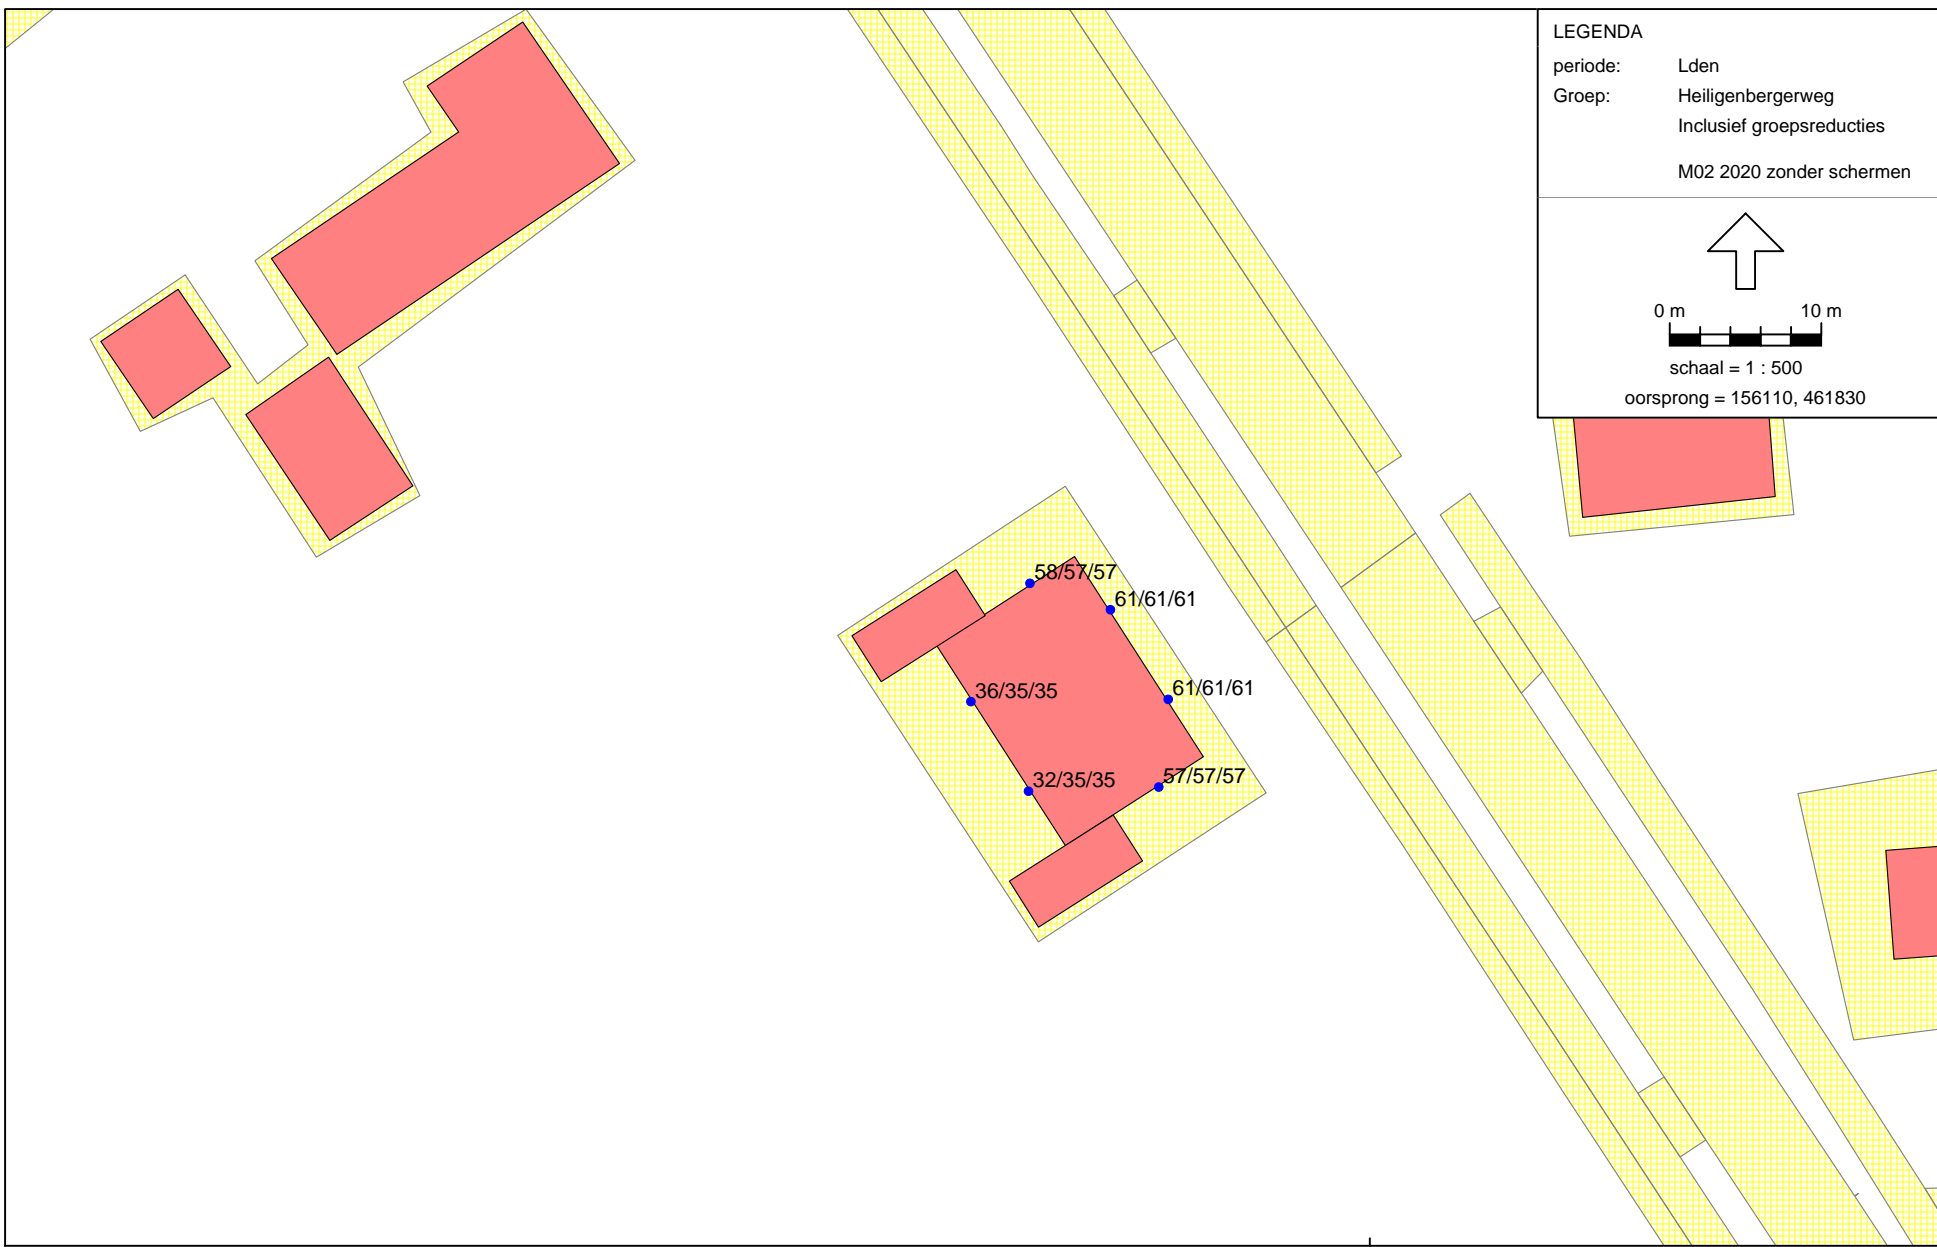 LEGENDA
periode: Lden
Groep: Heiligenbergerweg
Inclusief groepsreducties
M02 2020 zonder schermen
0 m 10 m
schaal = 1 : 500
oorsprong = 156110, 461830
58/57/57
61/61/61
36/35/35
61/61/61
32/35/35
57/57/57